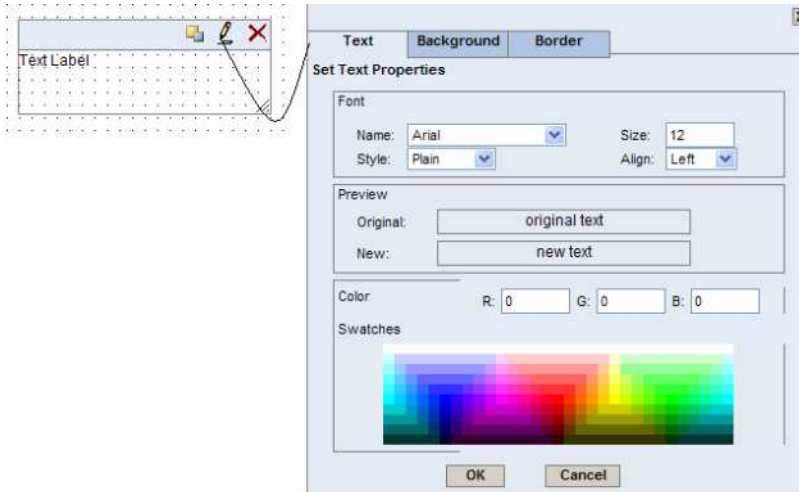 Text Label
Text Background Border
Set Text Properties
Font
Name: Arial Size: 12
Style: Plain Align: Left
Preview
Original: original text
New: new text
Color R: 0 G: 0 B: 0
Swatches
OK Cancel